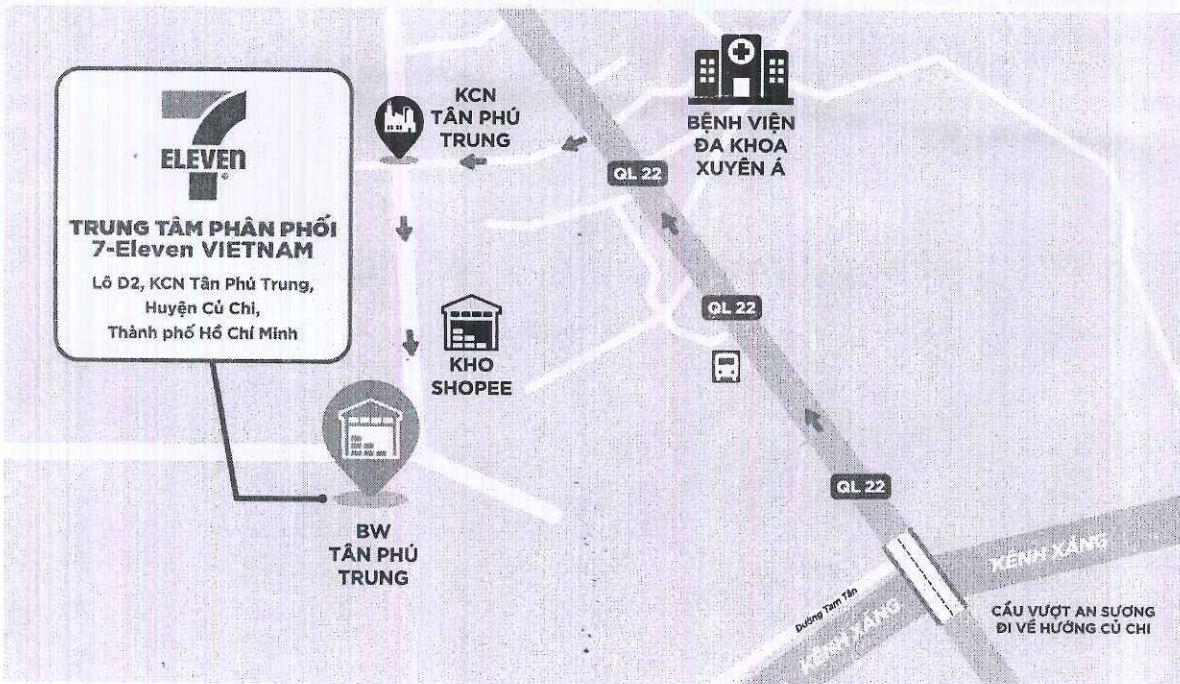 7
ELEVEN
®
TRUNG TÂM PHÂN PHỐI
7-Eleven VIETNAM
Lô D2, KCN Tân Phú Trung,
Huyện Củ Chi,
Thành phố Hồ Chí Minh
KCN
TÂN PHÚ
TRUNG
BỆNH VIỆN
ĐA KHOA
XUYÊN Á
QL 22
QL 22
KHO
SHOPEE
QL 22
BW
TÂN PHÚ
TRUNG
KÊNH XÁNG
Đường Tam Tân
KÊNH XÁNG
CẦU VƯỢT AN SƯƠNG
ĐI VỀ HƯỚNG CỦ CHI